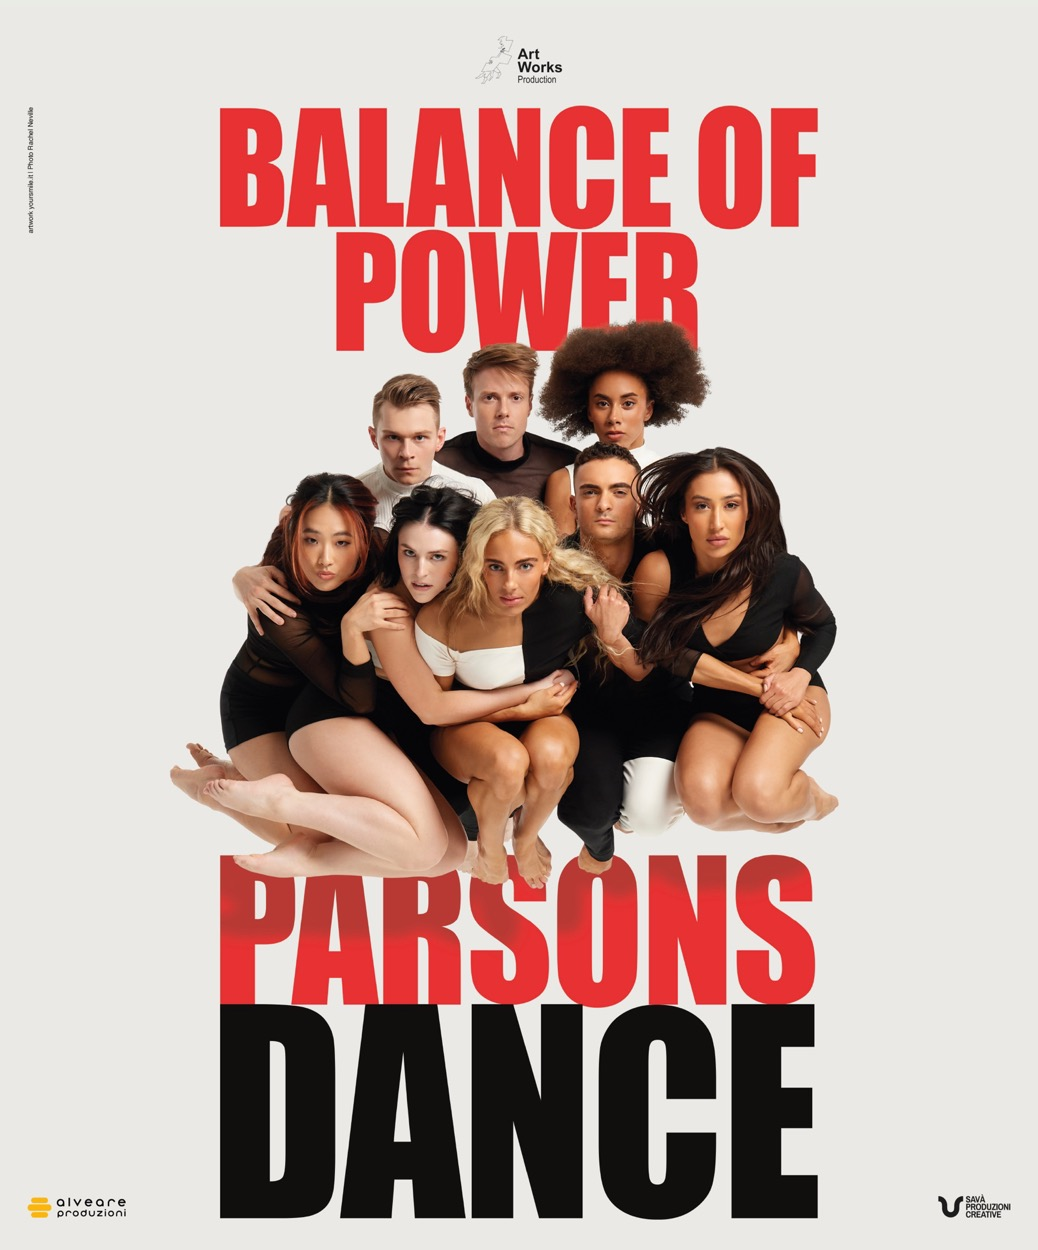 Art
Works
Production
artwork yoursmile.it | Photo Rachel Neville
BALANCE OF
POWER
PARSONS
DANCE
alveare
produzioni
SAVÀ
PRODUZIONI
CREATIVE